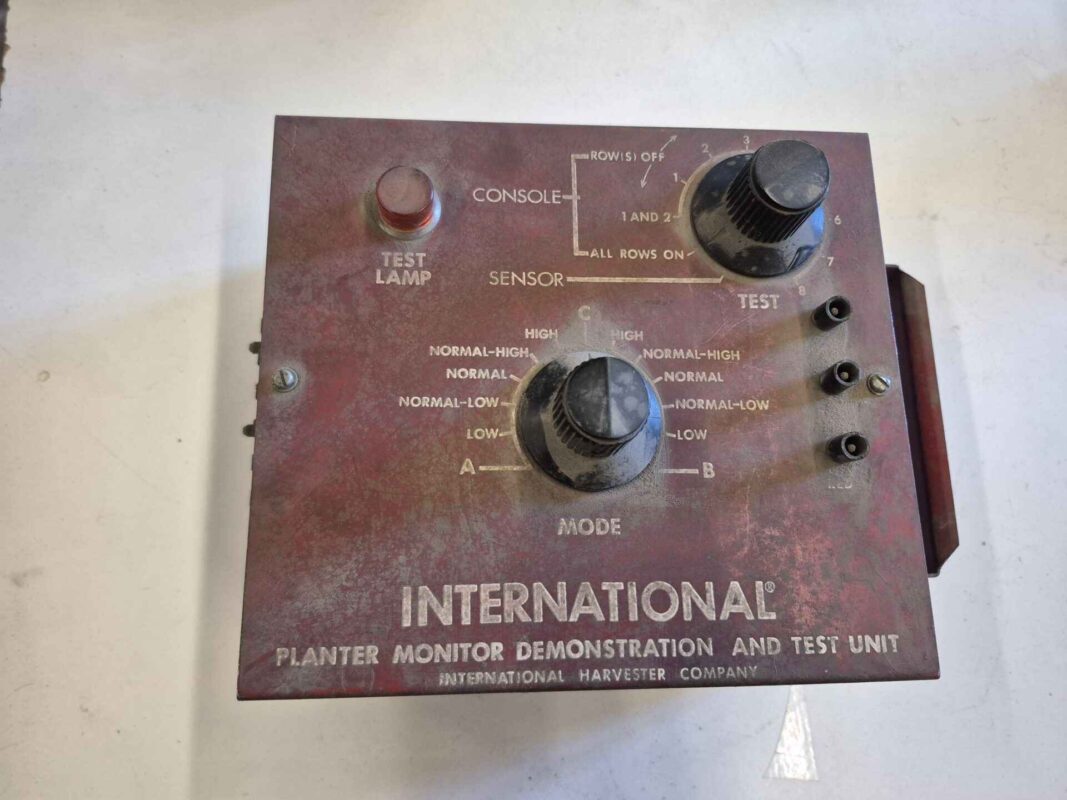 ROW(S) OFF
1
2
3
6
7
8
CONSOLE
1 AND 2
ALL ROWS ON
SENSOR
TEST
TEST
LAMP
C
HIGH
HIGH
NORMAL-HIGH
NORMAL-HIGH
NORMAL
NORMAL
NORMAL-LOW
NORMAL-LOW
LOW
LOW
A
B
MODE
INTERNATIONAL®
PLANTER MONITOR DEMONSTRATION AND TEST UNIT
INTERNATIONAL HARVESTER COMPANY